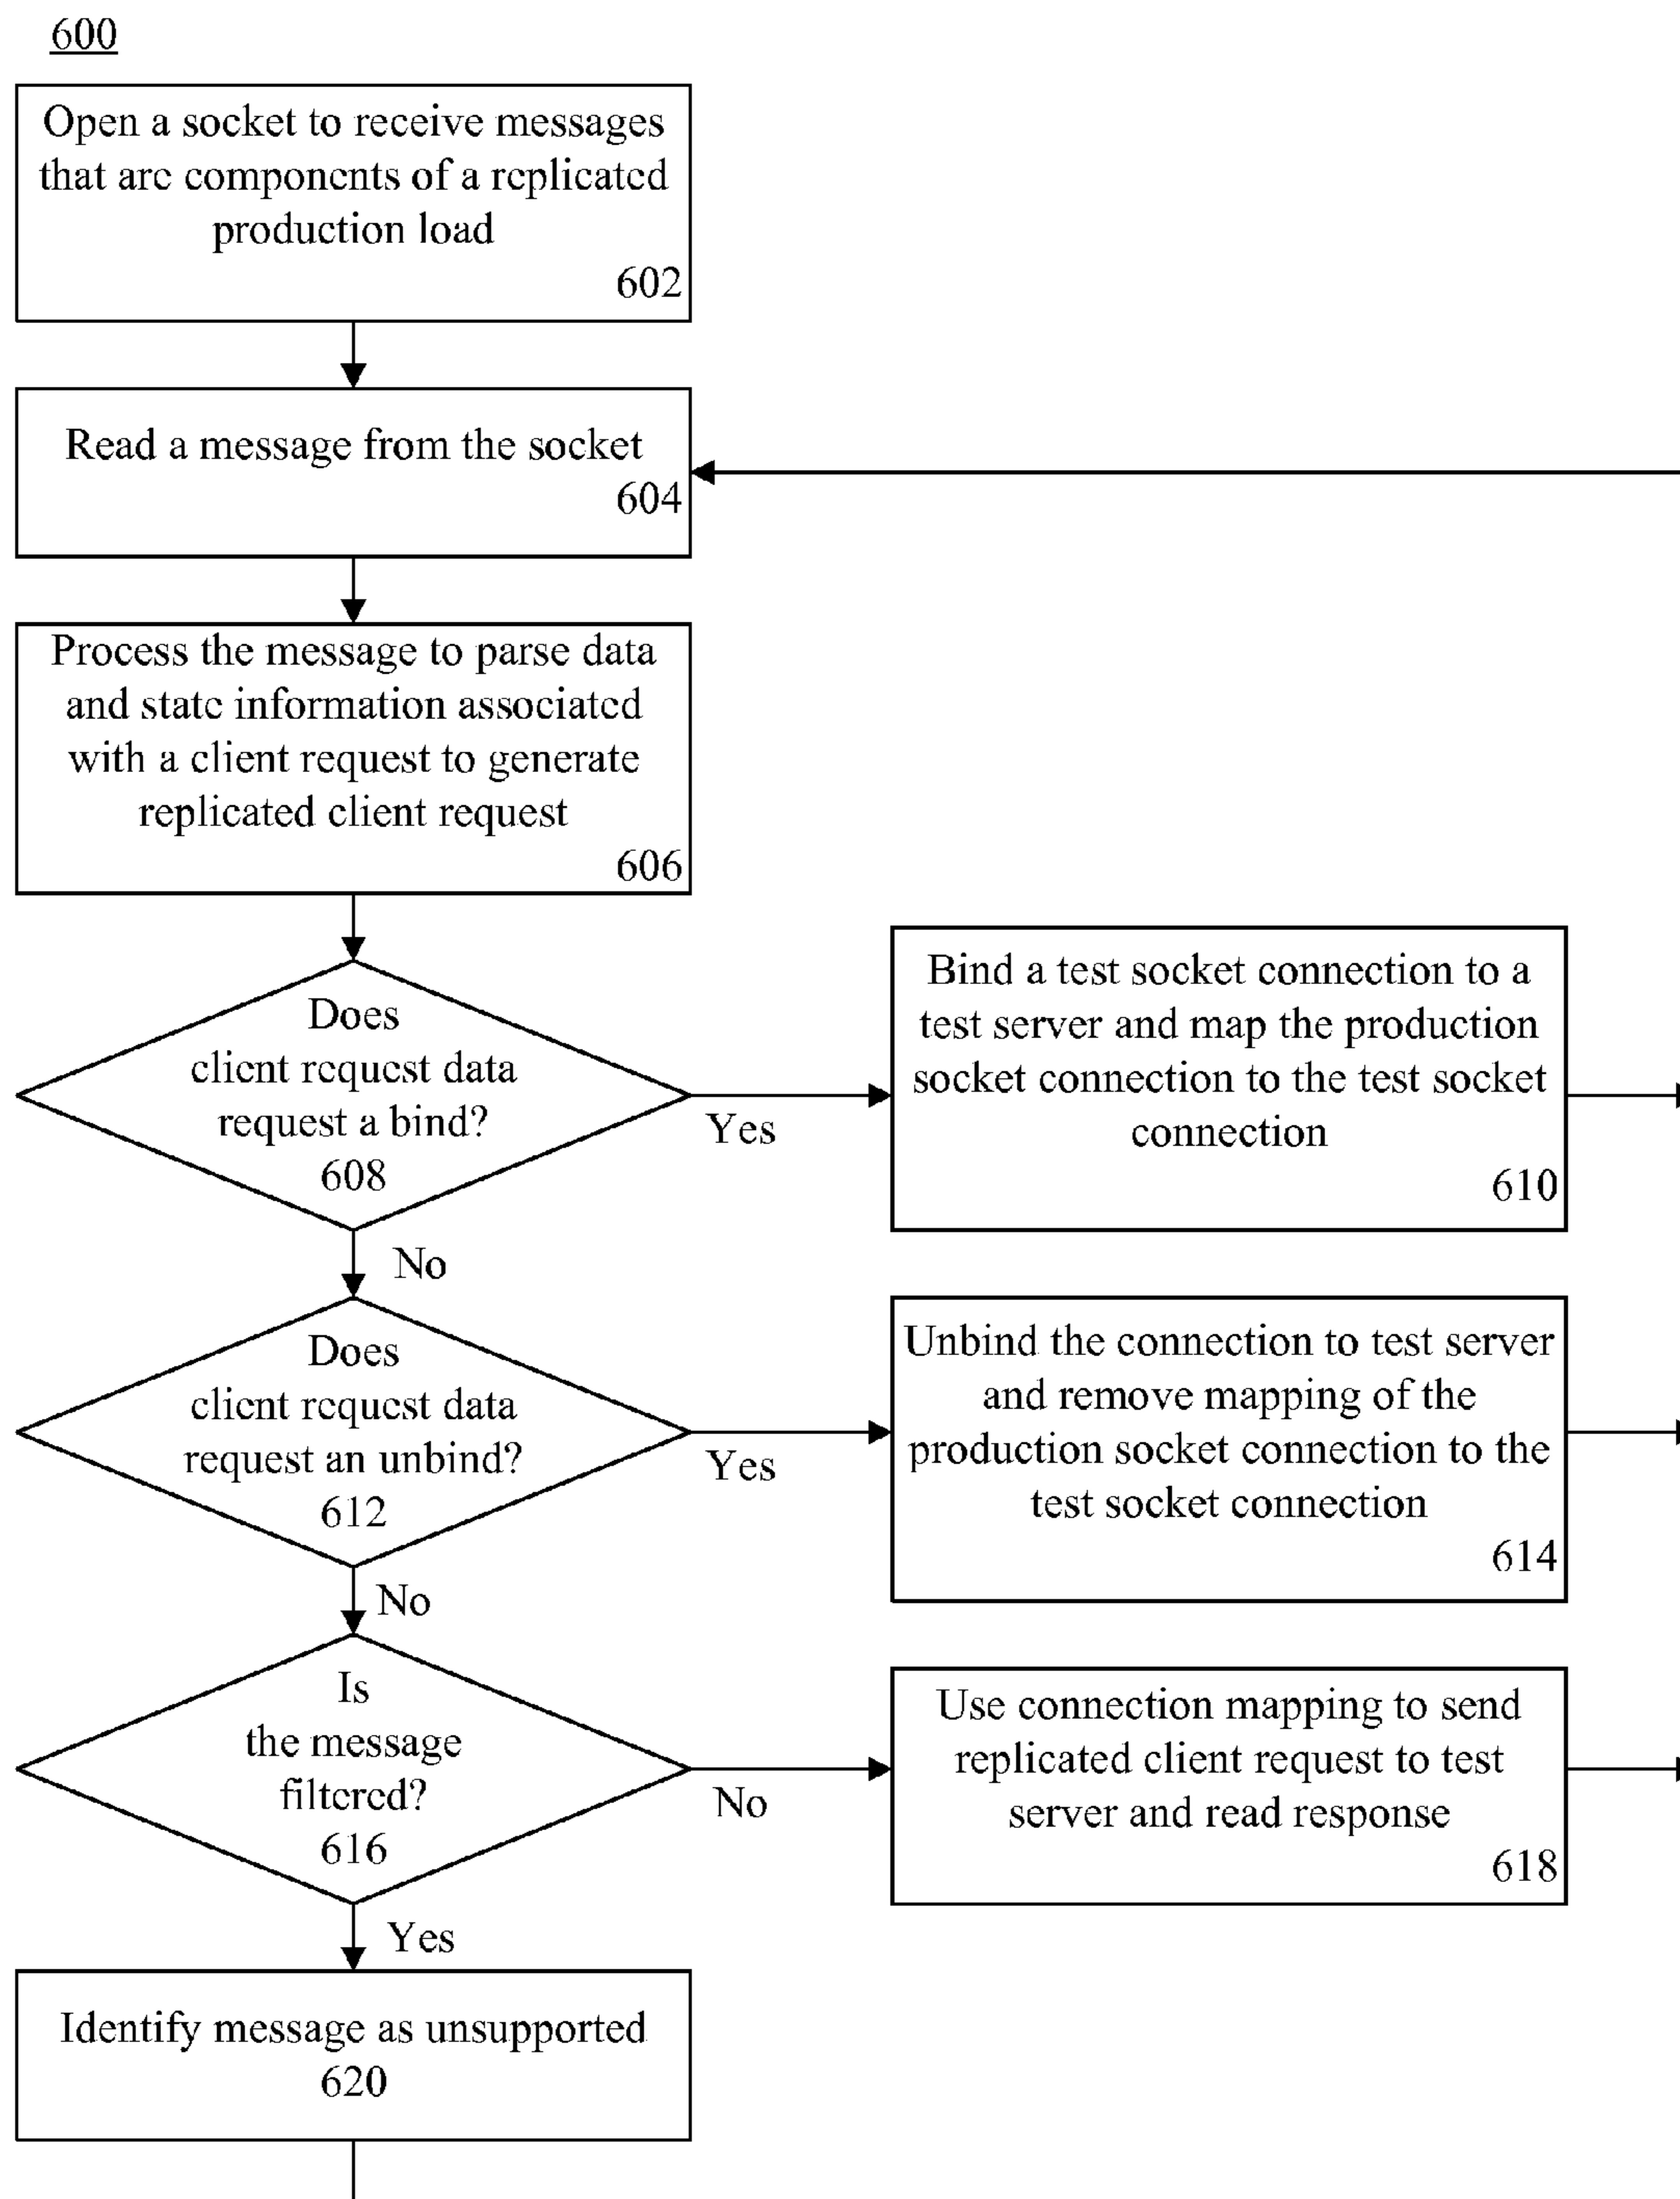 600
Open a socket to receive messages
that are components of a replicated
production load
602
Read a message from the socket
604
Process the message to parse data
and state information associated
with a client request to generate
replicated client request
606
Does
client request data
request a bind?
608
Yes
Bind a test socket connection to a
test server and map the production
socket connection to the test socket
connection
610
No
Does
client request data
request an unbind?
612
Yes
Unbind the connection to test server
and remove mapping of the
production socket connection to the
test socket connection
614
No
Is
the message
filtered?
616
No
Use connection mapping to send
replicated client request to test
server and read response
618
Yes
Identify message as unsupported
620